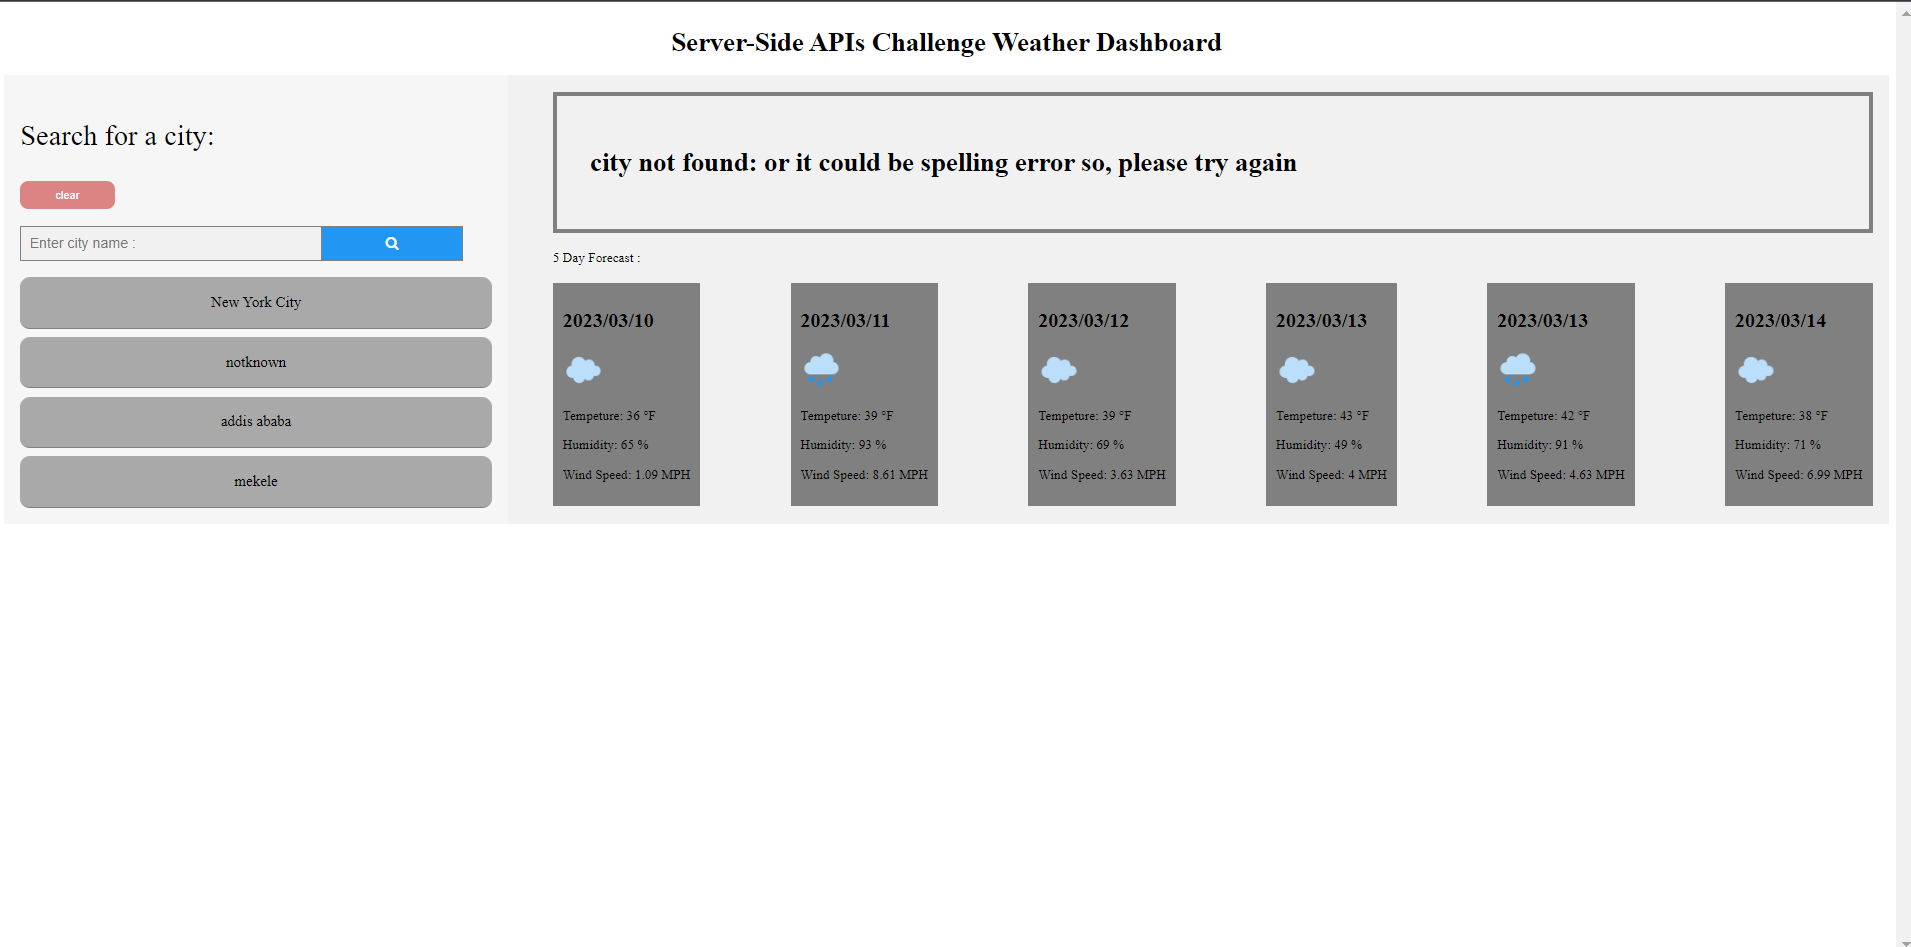 Server-Side APIs Challenge Weather Dashboard
Search for a city:
clear
Enter city name :
New York City
notknown
addis ababa
mekele
city not found: or it could be spelling error so, please try again
5 Day Forecast :
2023/03/10
Tempeture: 36 °F
Humidity: 65 %
Wind Speed: 1.09 MPH
2023/03/11
Tempeture: 39 °F
Humidity: 93 %
Wind Speed: 8.61 MPH
2023/03/12
Tempeture: 39 °F
Humidity: 69 %
Wind Speed: 3.63 MPH
2023/03/13
Tempeture: 43 °F
Humidity: 49 %
Wind Speed: 4 MPH
2023/03/13
Tempeture: 42 °F
Humidity: 91 %
Wind Speed: 4.63 MPH
2023/03/14
Tempeture: 38 °F
Humidity: 71 %
Wind Speed: 6.99 MPH